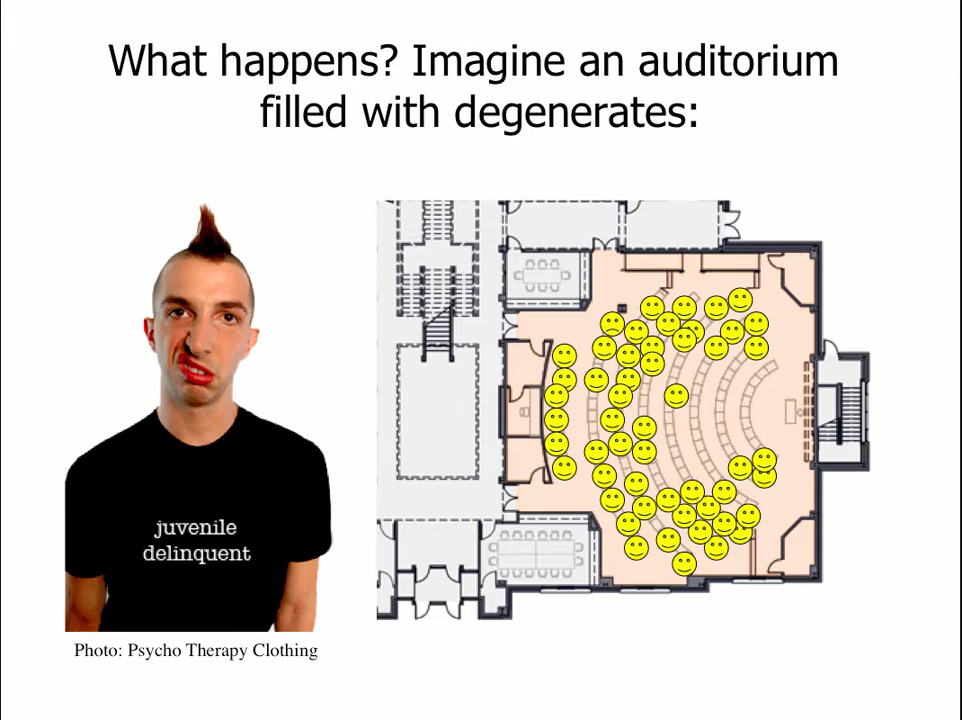 What happens? Imagine an auditorium
filled with degenerates:
juvenile
delinquent
Photo: Psycho Therapy Clothing